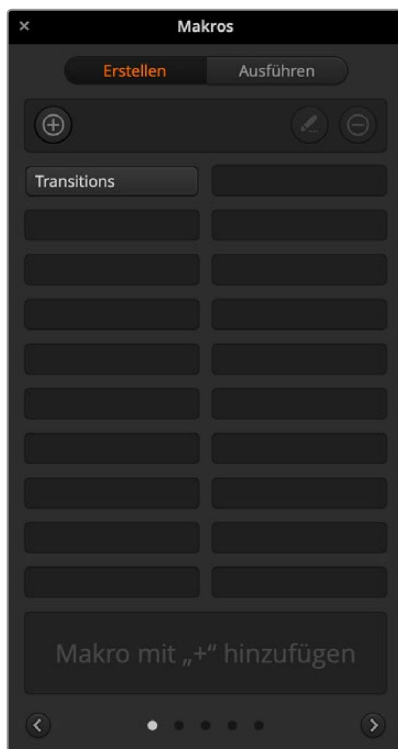 Makros
Erstellen Ausführen
Transitions
Makro mit „+“ hinzufügen